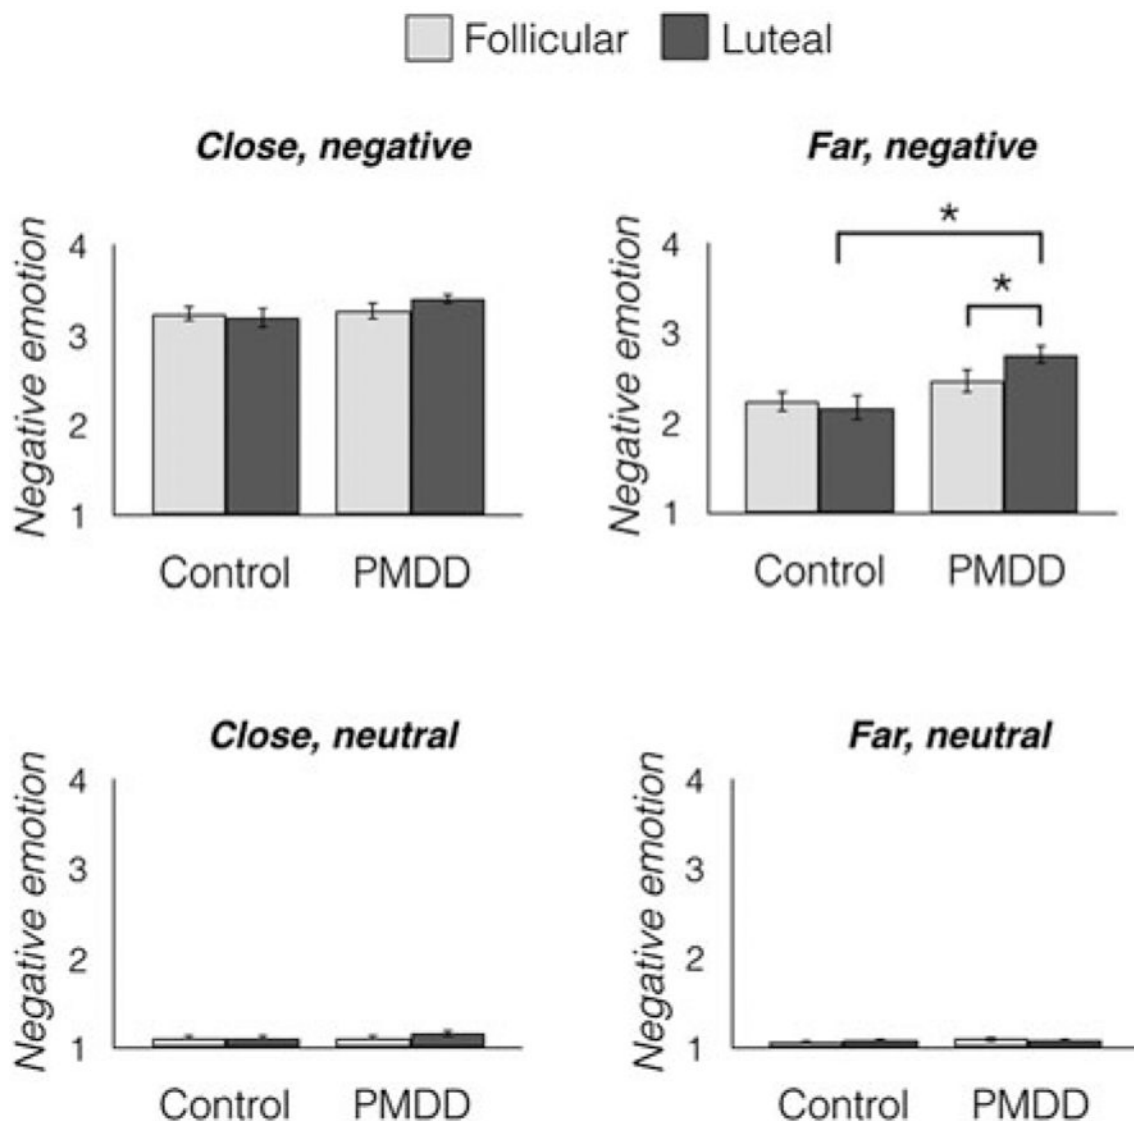 Follicular Luteal
Close, negative
Negative emotion
4
3
2
1
Control PMDD
Far, negative
Negative emotion
4
3
2
1
*
*
Control PMDD
Close, neutral
Negative emotion
4
3
2
1
Control PMDD
Far, neutral
Negative emotion
4
3
2
1
Control PMDD